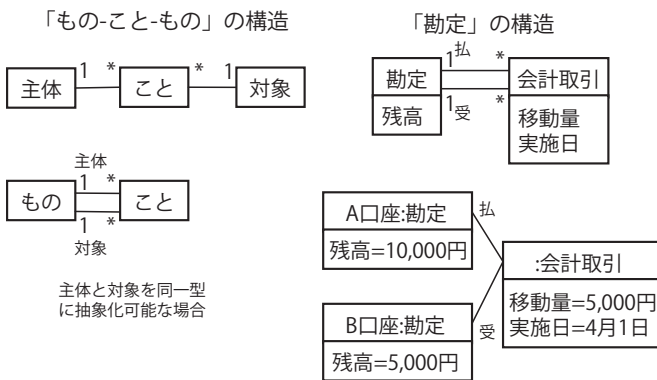 「もの-こと-もの」の構造
主体
1
*
こと
*
1
対象
主体
1
*
もの
こと
1
*
対象
主体と対象を同一型
に抽象化可能な場合
「勘定」の構造
勘定
残高
1
払
*
1
受
*
会計取引
移動量
実施日
A口座:勘定
残高=10,000円
払
:会計取引
移動量=5,000円
実施日=4月1日
B口座:勘定
残高=5,000円
受